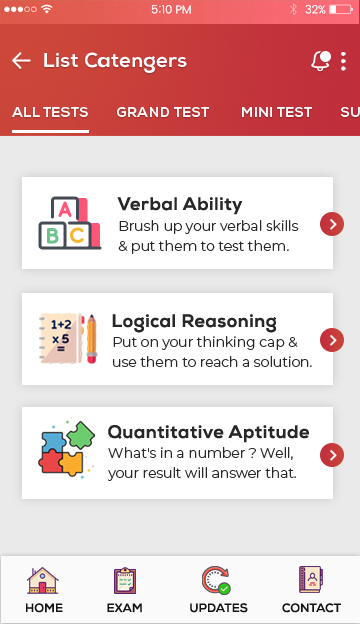 5:10 PM 32%
List Catengers
ALL TESTS GRAND TEST MINI TEST SU
A
B C
Verbal Ability
Brush up your verbal skills
& put them to test them.
1+2
x 5
=
Logical Reasoning
Put on your thinking cap &
use them to reach a solution.
Quantitative Aptitude
What's in a number ? Well,
your result will answer that.
HOME EXAM UPDATES CONTACT